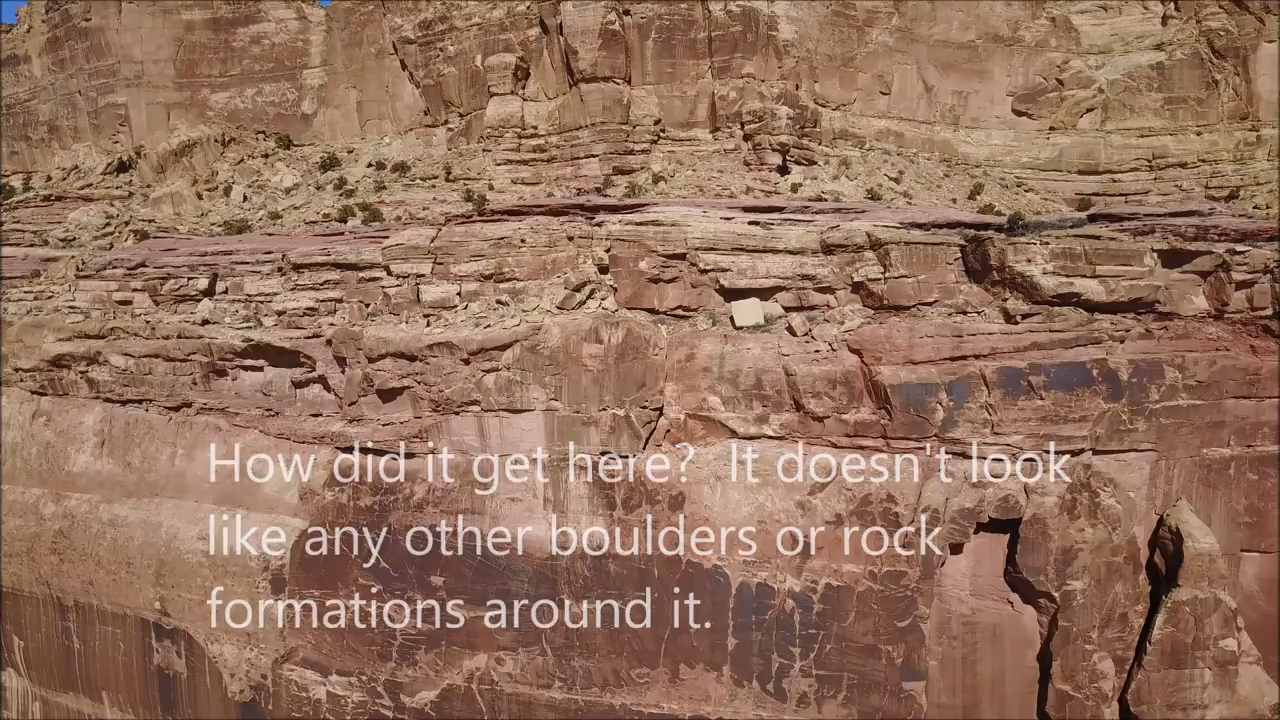 How did it get here?  It doesn't look
like any other boulders or rock
formations around it.